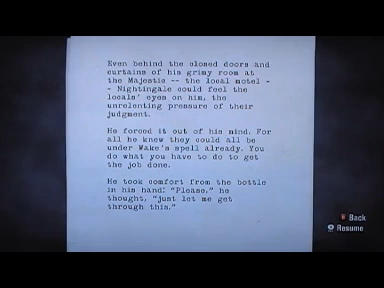 Even behind the closed doors and
curtains of his grimy room at
the Majestic -- the local motel -
- Nightingale could feel the
locals' eyes on him, the
unrelenting pressure of their
judgment.
He forced it out of his mind. For
all he knew they could all be
under Wake's spell already. You
do what you have to do to get
the job done.
He took comfort from the bottle
in his hand: "Please," he
thought, "just let me get
through this."
Back
Resume